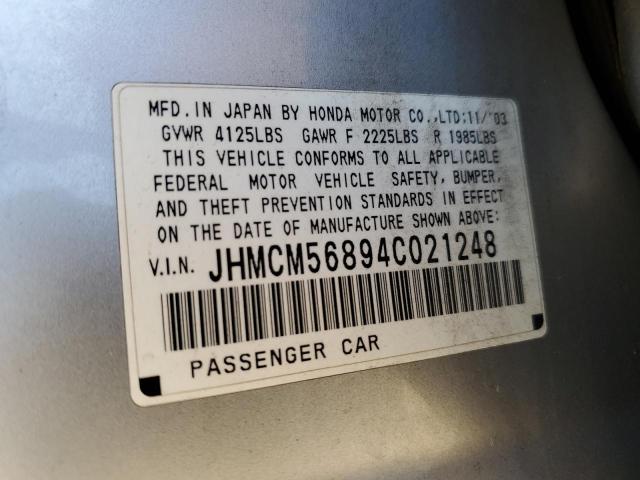 MFD.IN JAPAN BY HONDA MOTOR CO.,LTD:11/'03
GVWR 4125LBS GAWR F 2225LBS R 1985LBS
THIS VEHICLE CONFORMS TO ALL APPLICABLE
FEDERAL MOTOR VEHICLE SAFETY, BUMPER,
AND THEFT PREVENTION STANDARDS IN EFFECT
ON THE DATE OF MANUFACTURE SHOWN ABOVE:
V.I.N. JHMCM56894C021248
PASSENGER CAR